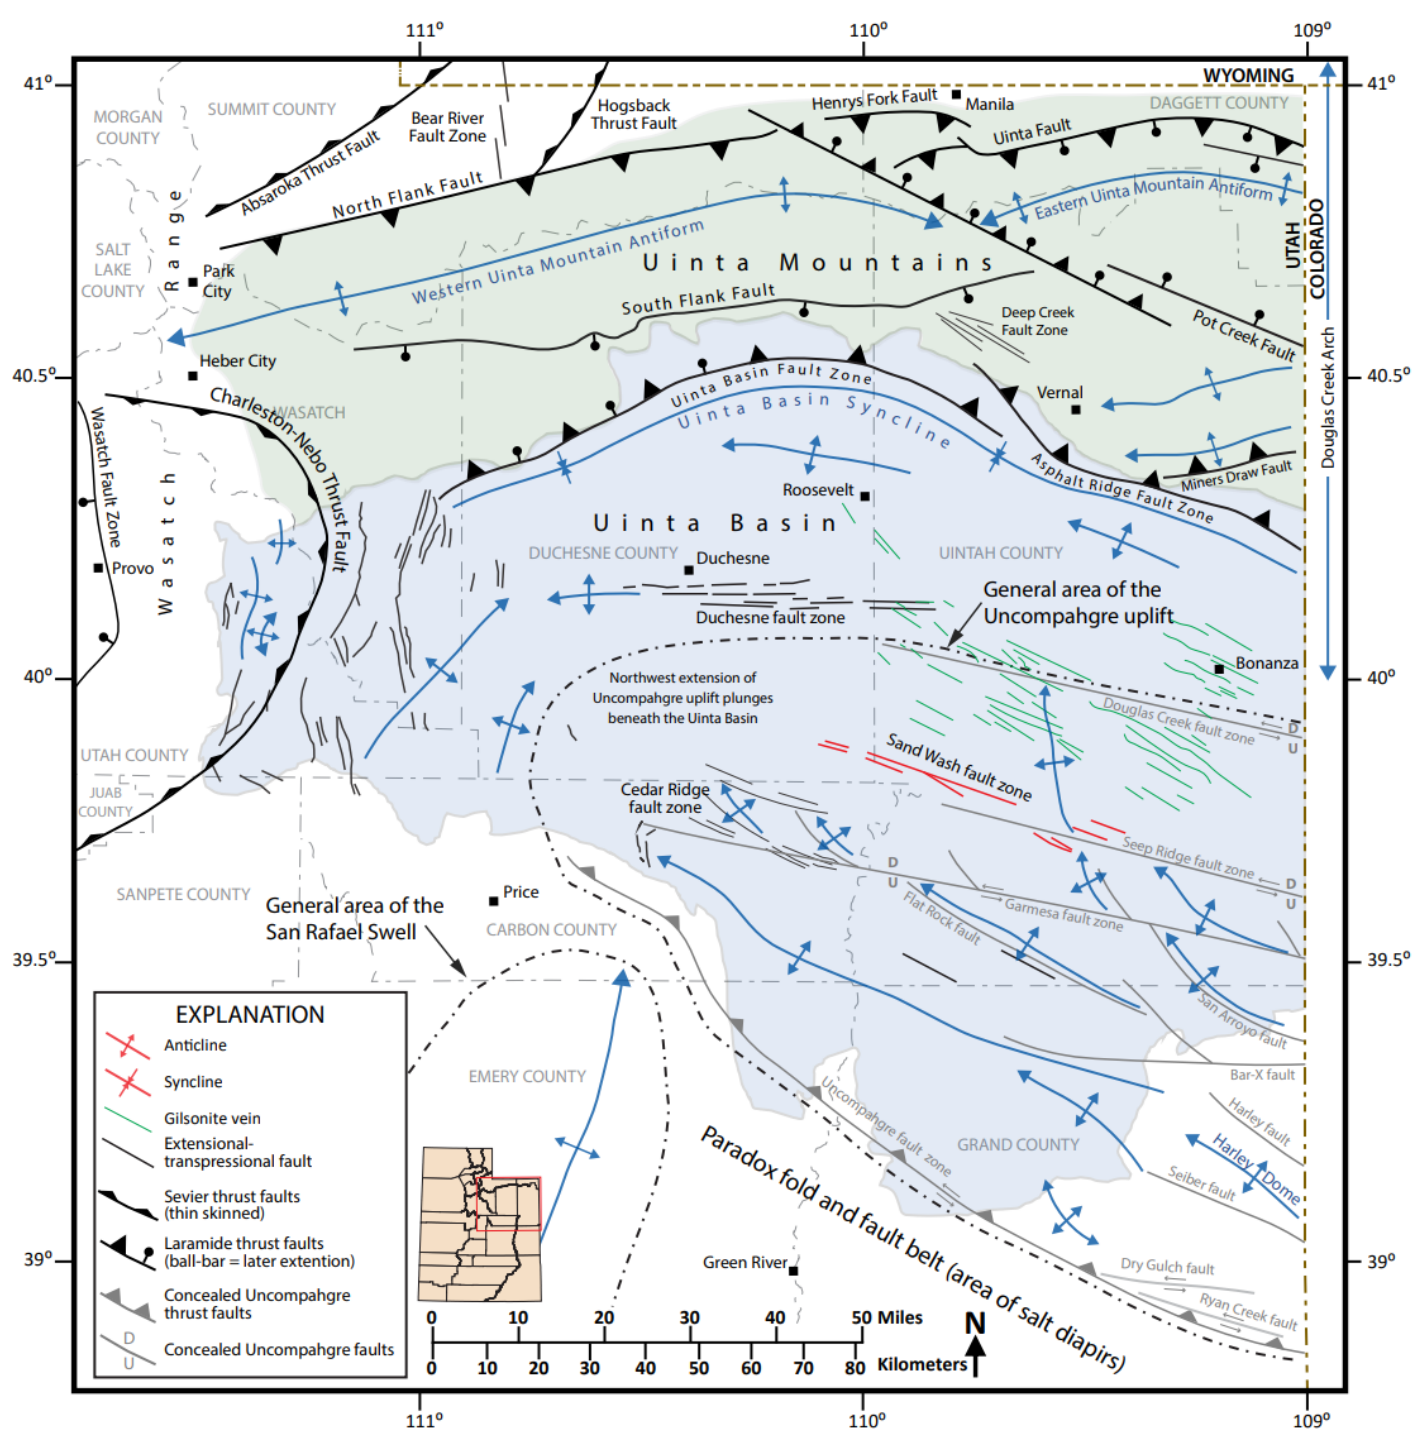 111°
110°
109°
41°
41°
WYOMING
MORGAN
COUNTY
SUMMIT COUNTY
Bear River
Fault Zone
Hogsback
Thrust Fault
Henrys Fork Fault
Manila
DAGGETT COUNTY
Uinta Fault
Absaroka Thrust Fault
North Flank Fault
Eastern Uinta Mountain Antiform
SALT
LAKE
COUNTY
Range
Park
City
Western Uinta Mountain Antiform
Uinta Mountains
UTAH
COLORADO
South Flank Fault
Deep Creek
Fault Zone
Pot Creek Fault
Douglas Creek Arch
Heber City
40.5°
40.5°
Charleston-Nebo Thrust Fault
WASATCH
Uinta Basin Fault Zone
Uinta Basin Syncline
Vernal
Wasatch Fault Zone
Wasatch
Asphalt Ridge Fault Zone
Miners Draw Fault
Roosevelt
Uinta Basin
DUCHESNE COUNTY
Duchesne
UINTAH COUNTY
Provo
General area of the
Uncompahgre uplift
Duchesne fault zone
Bonanza
40°
40°
Northwest extension of
Uncompahgre uplift plunges
beneath the Uinta Basin
Douglas Creek fault zone
D
U
UTAH COUNTY
JUAB
COUNTY
Sand Wash fault zone
Cedar Ridge
fault zone
Seep Ridge fault zone
D
U
D
U
SANPETE COUNTY
Price
General area of the
San Rafael Swell
CARBON COUNTY
Flat Rock fault
Garmesa fault zone
39.5°
39.5°
San Arroyo fault
EMERY COUNTY
Bar-X fault
Uncompahgre fault zone
Harley fault
GRAND COUNTY
Harley Dome
Seiber fault
Paradox fold and fault belt (area of salt diapirs)
Green River
39°
39°
Dry Gulch fault
Ryan Creek fault
EXPLANATION
Anticline
Syncline
Gilsonite vein
Extensional-
transpressional fault
Sevier thrust faults
(thin skinned)
Laramide thrust faults
(ball-bar = later extention)
Concealed Uncompahgre
thrust faults
D
U
Concealed Uncompahgre faults
0 10 20 30 40 50 Miles
0 10 20 30 40 50 60 70 80 Kilometers
N
111°
110°
109°